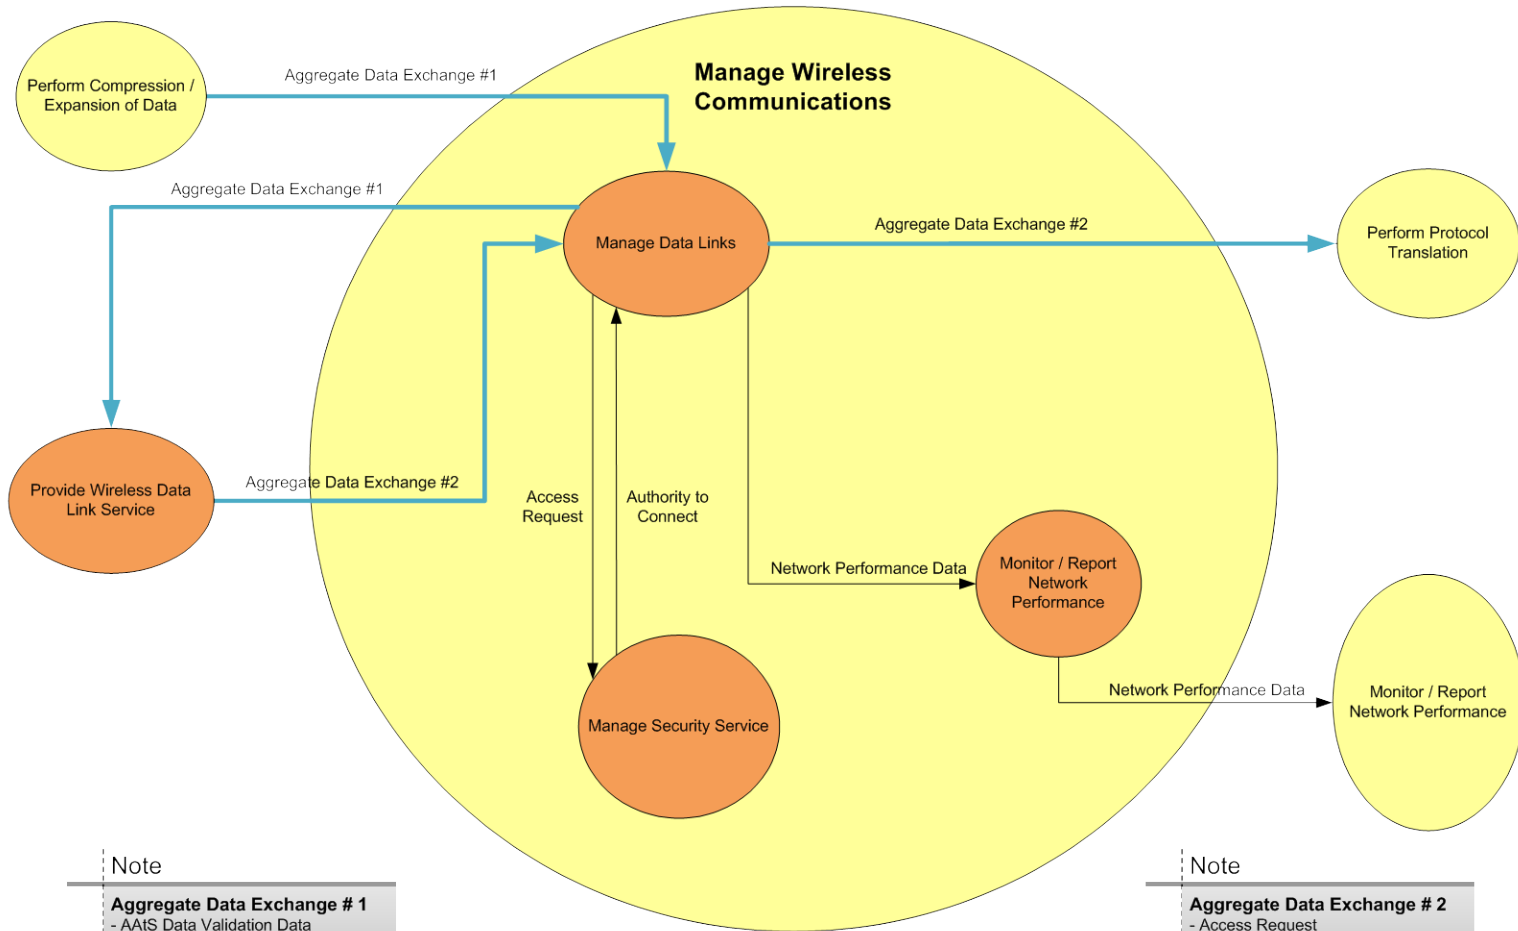 Perform Compression /
Expansion of Data
Aggregate Data Exchange #1
Manage Wireless
Communications
Aggregate Data Exchange #1
Manage Data Links
Aggregate Data Exchange #2
Perform Protocol
Translation
Provide Wireless Data
Link Service
Aggregate Data Exchange #2
Access
Request
Authority to
Connect
Network Performance Data
Monitor / Report
Network
Performance
Manage Security Service
Network Performance Data
Monitor / Report
Network Performance
Note
Aggregate Data Exchange # 1
- AAtS Data Validation Data
Note
Aggregate Data Exchange # 2
- Access Request